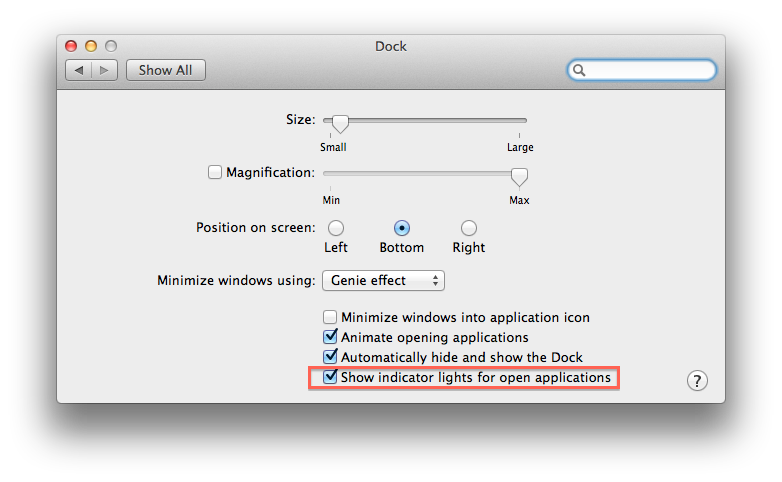 Dock
Show All
Size:
Small Large
Magnification:
Min Max
Position on screen:
Left Bottom Right
Minimize windows using: Genie effect
Minimize windows into application icon
Animate opening applications
Automatically hide and show the Dock
Show indicator lights for open applications
?